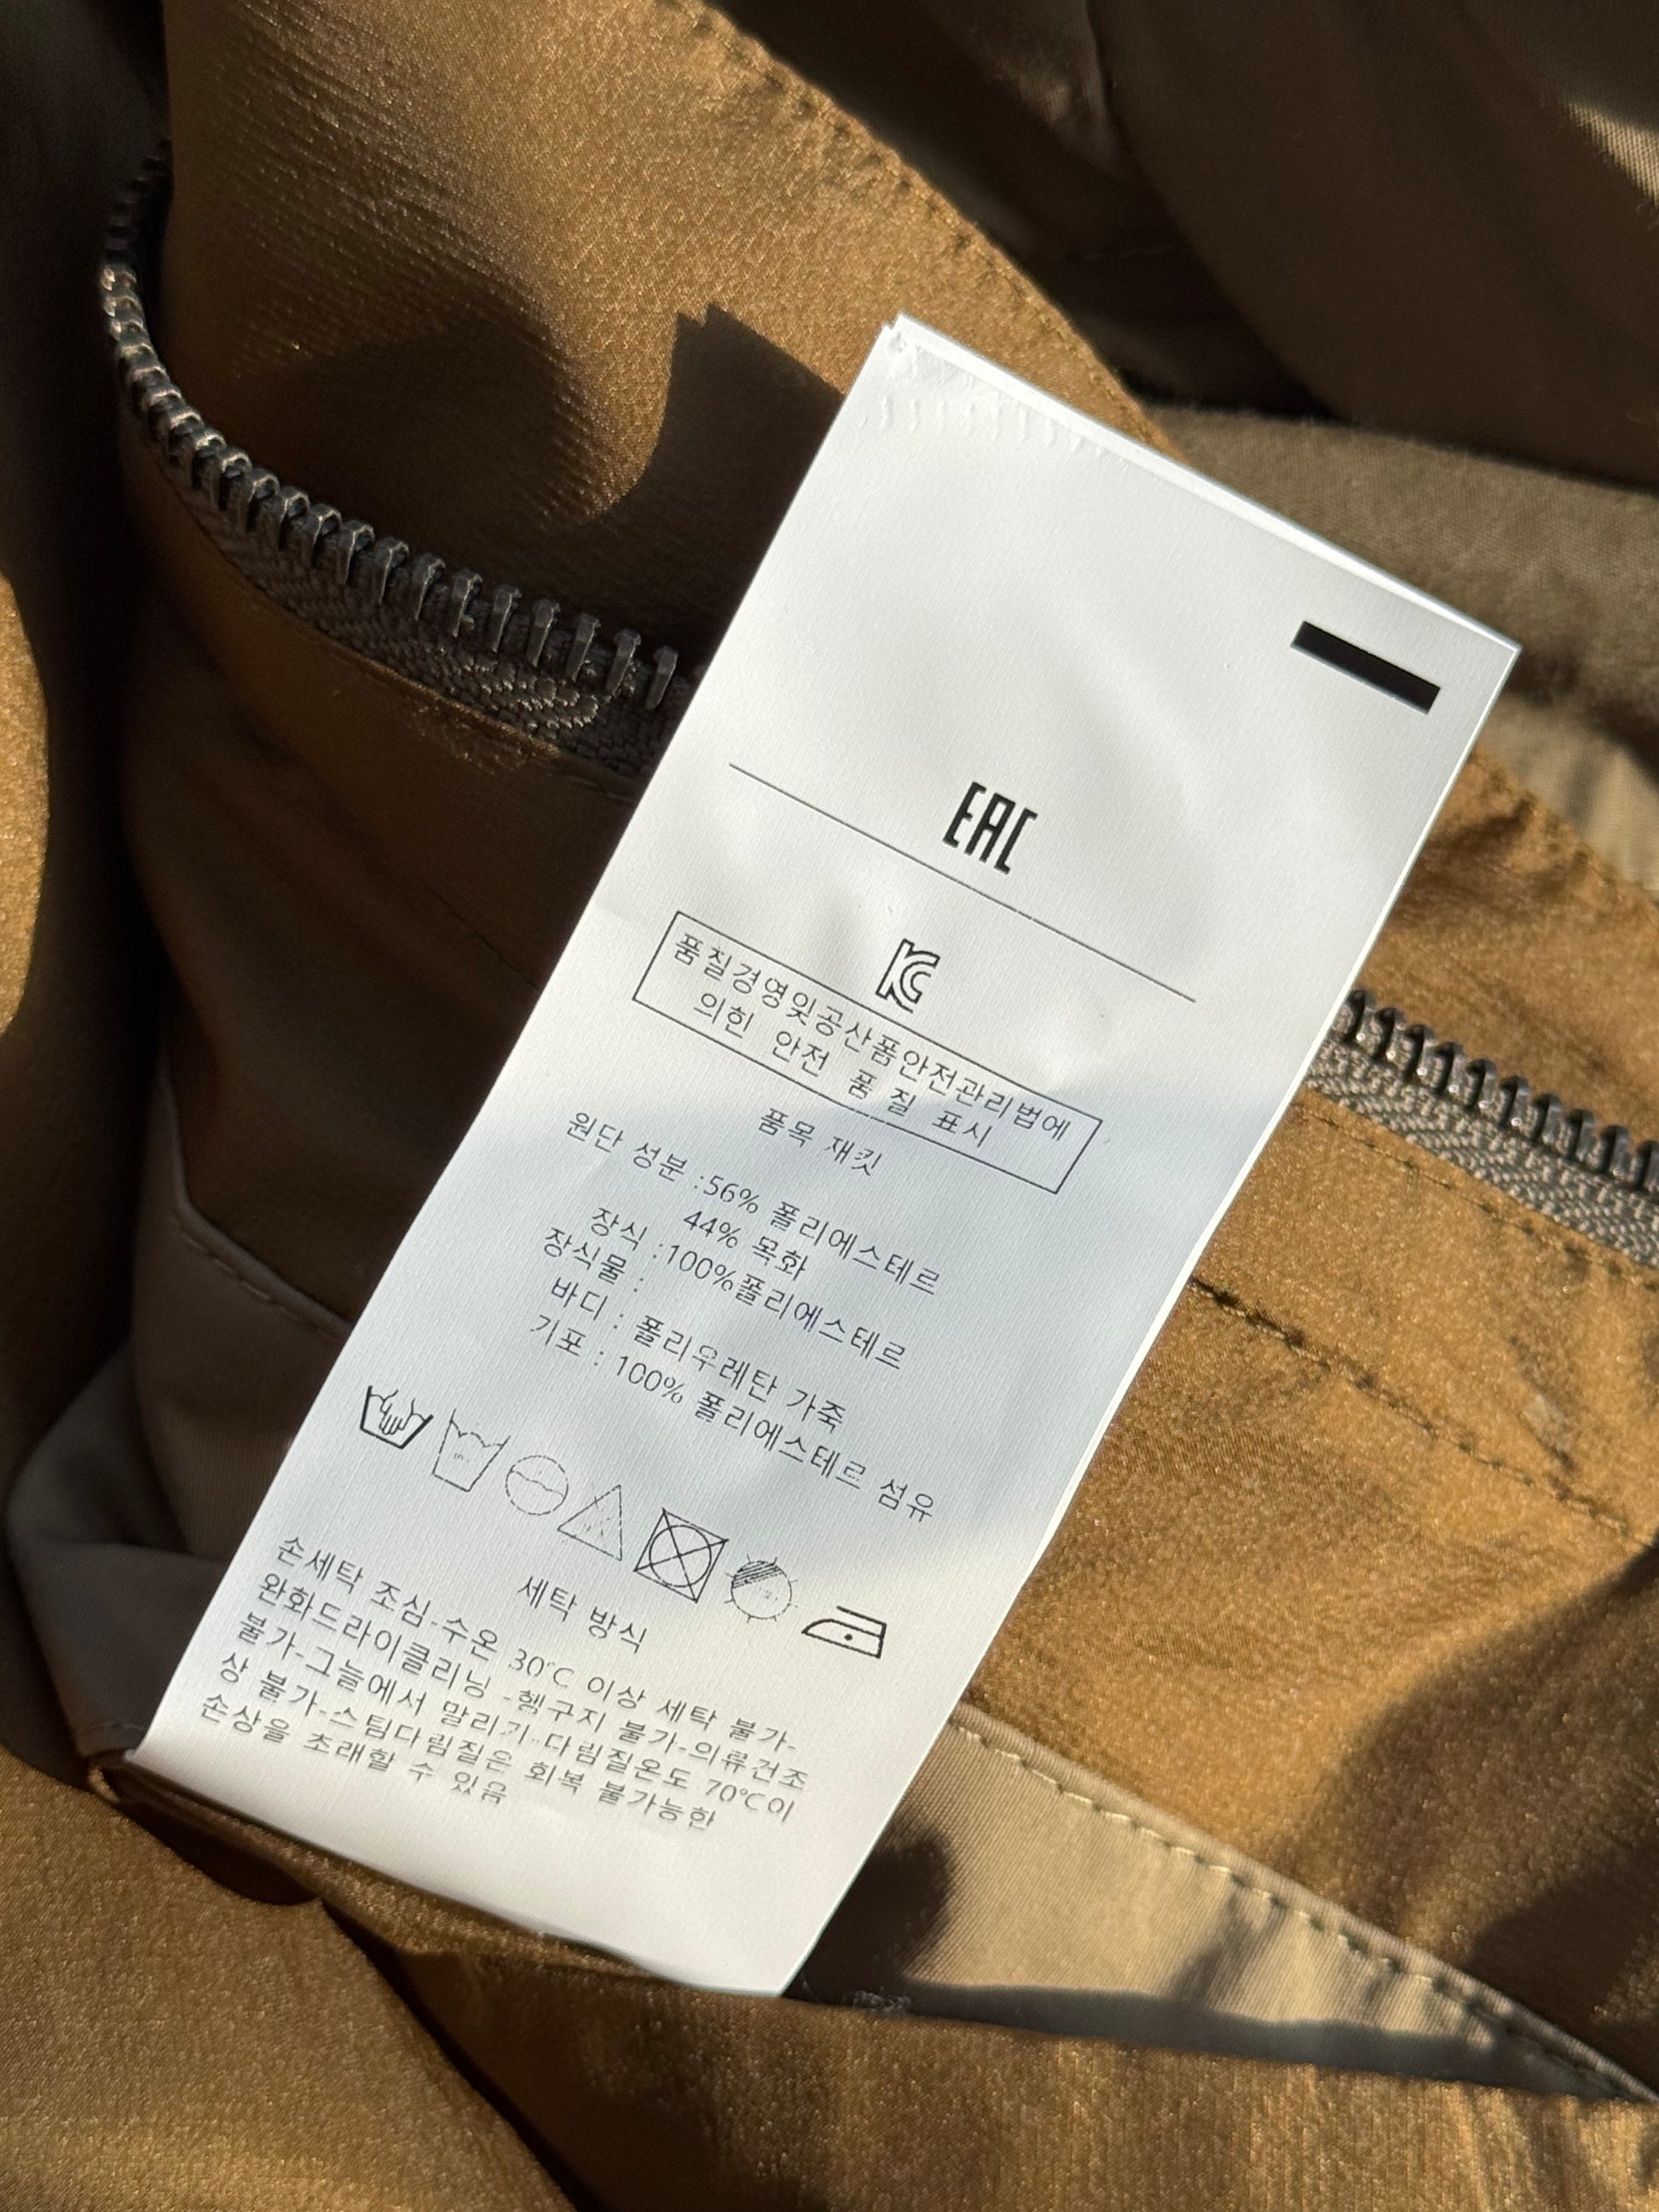 EAC
품질경영및공산품안전관리법에
의힌 안전 품 질 표시
품목 재킷
원단 성분 :56% 폴리에스테르
44% 목화
장식 :100%폴리에스테르
장식물 :
바디 : 폴리우레탄 가죽
기포 : 100% 폴리에스테르 섬유
세탁 방식
손세탁 조심-수온 30℃ 이상 세탁 불가-
완화드라이클리닝 -헹구지 불가-의류건조
불가-그늘에서 말리기-다림질온도 70℃이
상 불가-스팀다림질은 회복 불가능한
손상을 초래할 수 있음